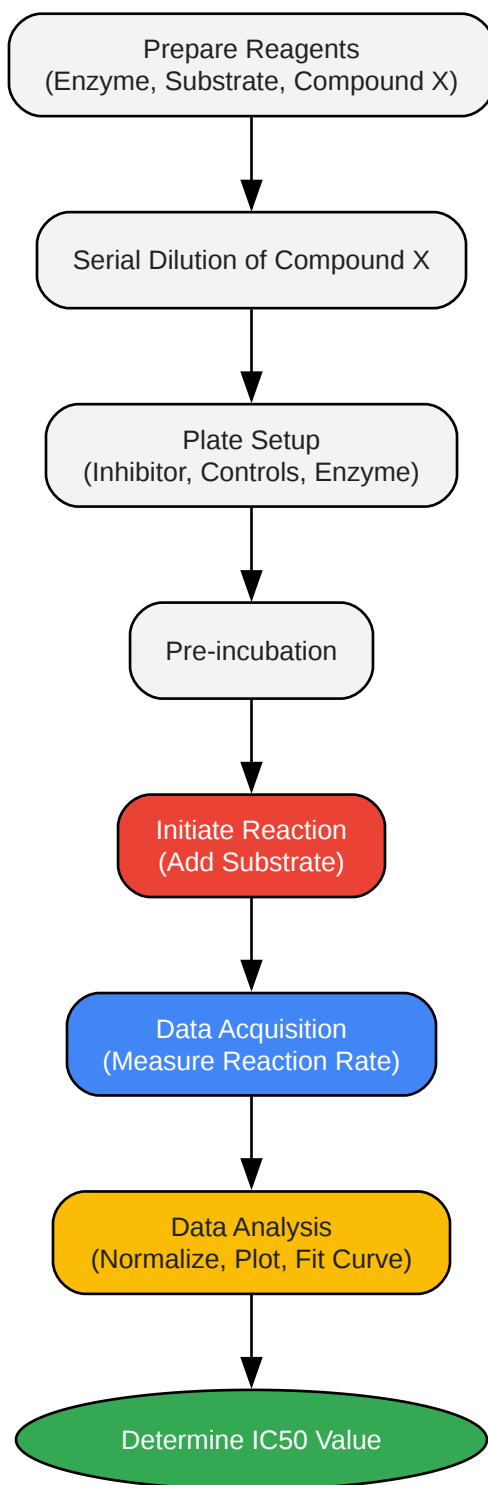 Prepare Reagents
(Enzyme, Substrate, Compound X)
Serial Dilution of Compound X
Plate Setup
(Inhibitor, Controls, Enzyme)
Pre-incubation
Initiate Reaction
(Add Substrate)
Data Acquisition
(Measure Reaction Rate)
Data Analysis
(Normalize, Plot, Fit Curve)
Determine IC50 Value